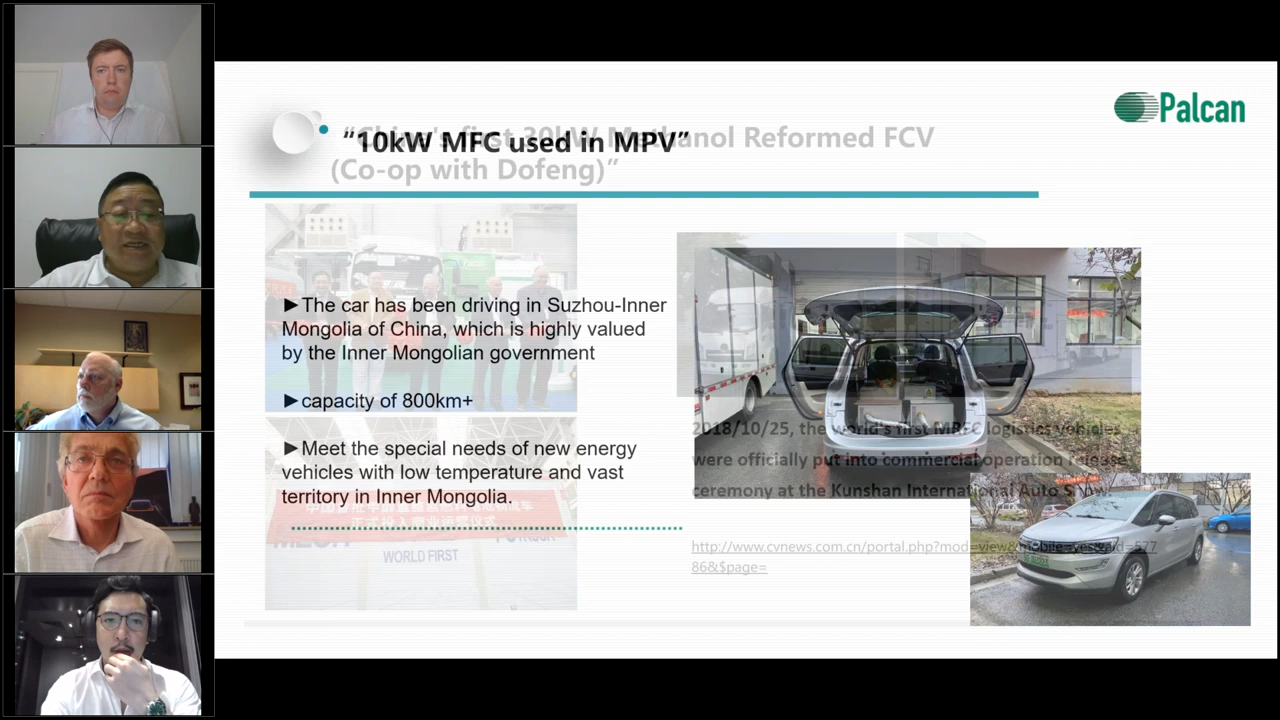 Palcan
“10kW MFC used in MPV”
“China's first 30kW Methanol Reformed FCV
(Co-op with Dofeng)”
►The car has been driving in Suzhou-Inner
Mongolia of China, which is highly valued
by the Inner Mongolian government
►capacity of 800km+
►Meet the special needs of new energy
vehicles with low temperature and vast
territory in Inner Mongolia.
WORLD FIRST
2018/10/25, the world's first MRFC logistics vehicles
were officially put into commercial operation release
ceremony at the Kunshan International Auto Show.
http://www.cvnews.com.cn/portal.php?mod=view&mobile=yes&aid=577
86&$page=